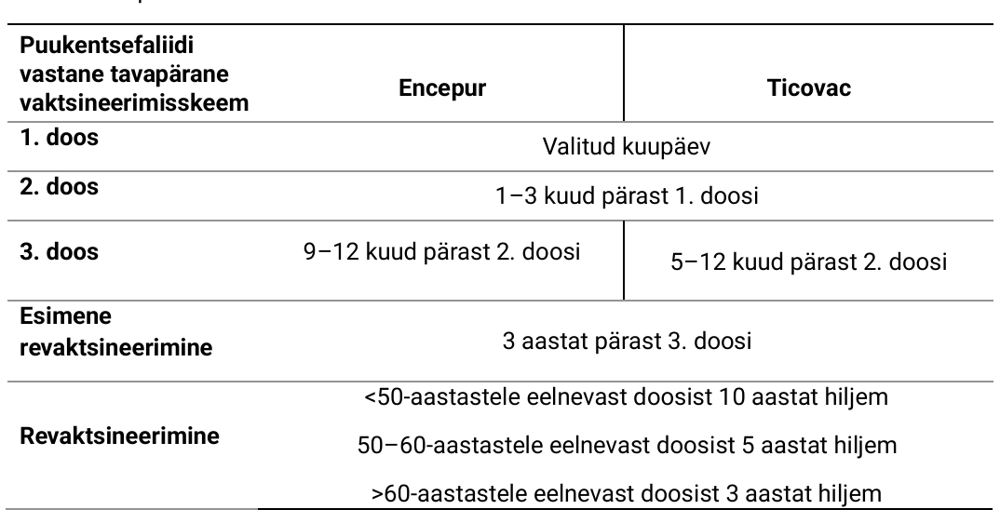 Puukentsefaliidi
vastane tavapärane
vaktsineerimisskeem
Encepur
Ticovac
1. doos
Valitud kuupäev
2. doos
1–3 kuud pärast 1. doosi
3. doos
9–12 kuud pärast 2. doosi
5–12 kuud pärast 2. doosi
Esimene
revaktsineerimine
3 aastat pärast 3. doosi
Revaktsineerimine
<50-aastastele eelnevast doosist 10 aastat hiljem
50–60-aastastele eelnevast doosist 5 aastat hiljem
>60-aastastele eelnevast doosist 3 aastat hiljem